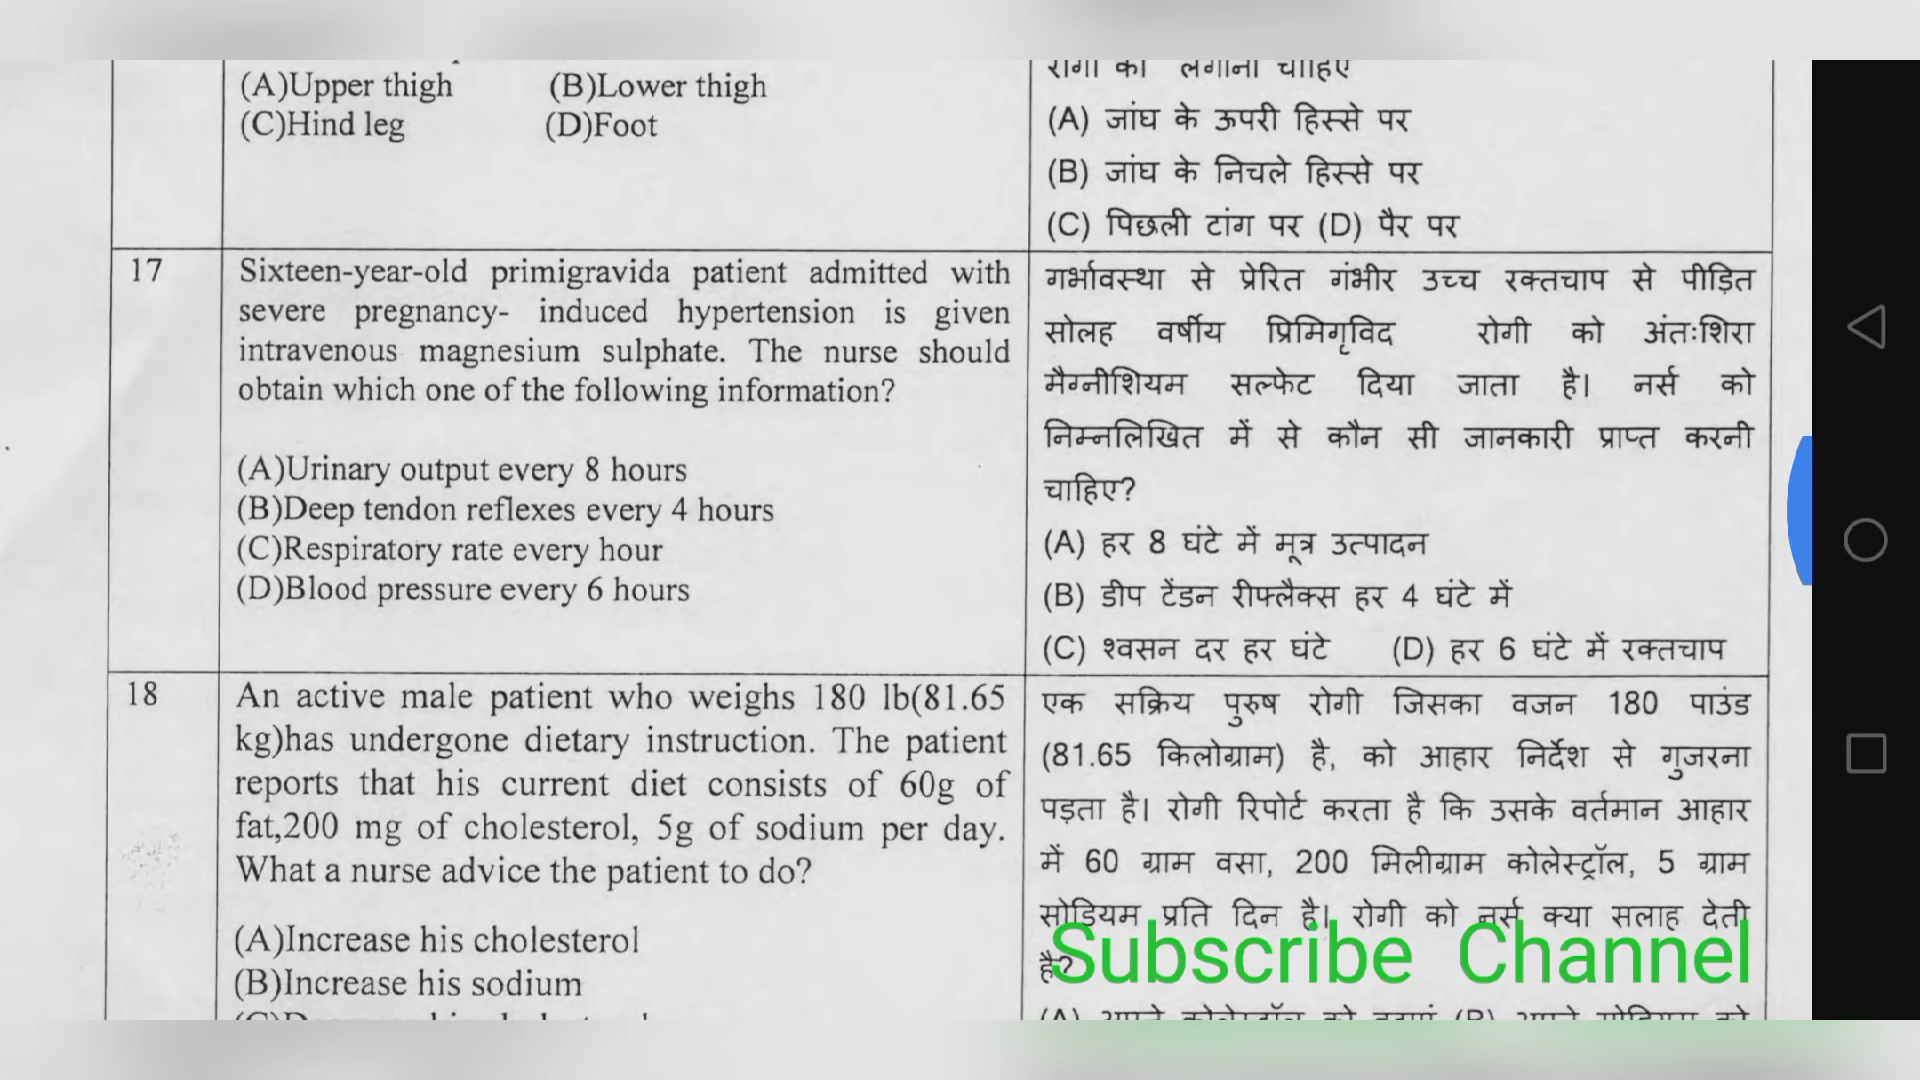 (A)Upper thigh (B)Lower thigh
(C)Hind leg (D)Foot
रोगी को लगाना चाहिए
(A) जांघ के ऊपरी हिस्से पर
(B) जांघ के निचले हिस्से पर
(C) पिछली टांग पर (D) पैर पर
17
Sixteen-year-old primigravida patient admitted with
severe pregnancy- induced hypertension is given
intravenous magnesium sulphate. The nurse should
obtain which one of the following information?
(A)Urinary output every 8 hours
(B)Deep tendon reflexes every 4 hours
(C)Respiratory rate every hour
(D)Blood pressure every 6 hours
गर्भावस्था से प्रेरित गंभीर उच्च रक्तचाप से पीड़ित
सोलह वर्षीय प्रिमिगृविद रोगी को अंतःशिरा
मैग्नीशियम सल्फेट दिया जाता है। नर्स को
निम्नलिखित में से कौन सी जानकारी प्राप्त करनी
चाहिए?
(A) हर 8 घंटे में मूत्र उत्पादन
(B) डीप टेंडन रीफ्लैक्स हर 4 घंटे में
(C) श्वसन दर हर घंटे (D) हर 6 घंटे में रक्तचाप
18
An active male patient who weighs 180 lb(81.65
kg)has undergone dietary instruction. The patient
reports that his current diet consists of 60g of
fat,200 mg of cholesterol, 5g of sodium per day.
What a nurse advice the patient to do?
(A)Increase his cholesterol
(B)Increase his sodium
एक सक्रिय पुरुष रोगी जिसका वजन 180 पाउंड
(81.65 किलोग्राम) है, को आहार निर्देश से गुजरना
पड़ता है। रोगी रिपोर्ट करता है कि उसके वर्तमान आहार
में 60 ग्राम वसा, 200 मिलीग्राम कोलेस्ट्रॉल, 5 ग्राम
सोडियम प्रति दिन है। रोगी को नर्स क्या सलाह देती
है?
Subscribe Channel